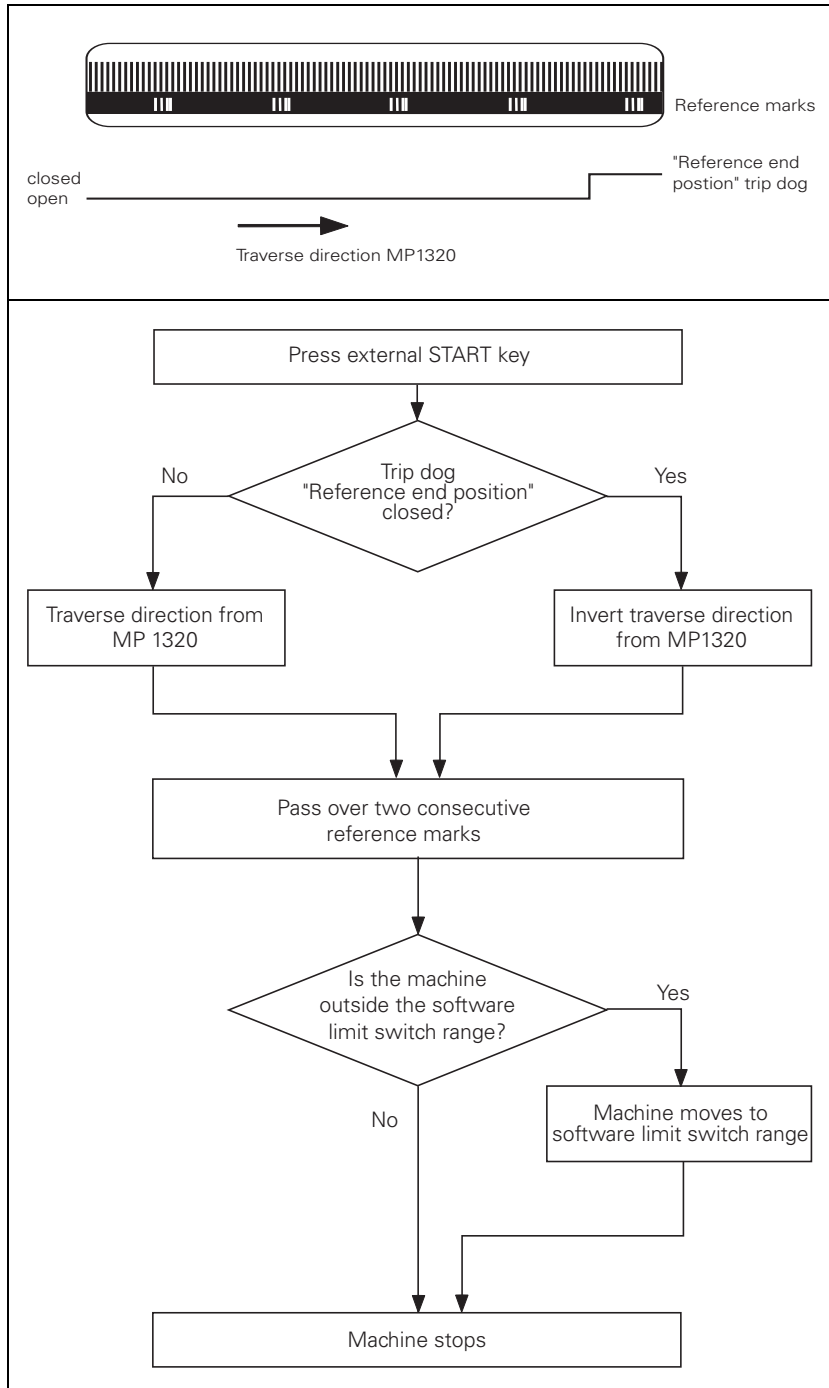 Reference marks
closed
open
"Reference end
postion" trip dog
Traverse direction MP1320
Press external START key
No
Trip dog
"Reference end position"
closed?
Yes
Traverse direction from
MP 1320
Invert traverse direction
from MP1320
Pass over two consecutive
reference marks
Is the machine
outside the software
limit switch range?
Yes
No
Machine moves to
software limit switch range
Machine stops